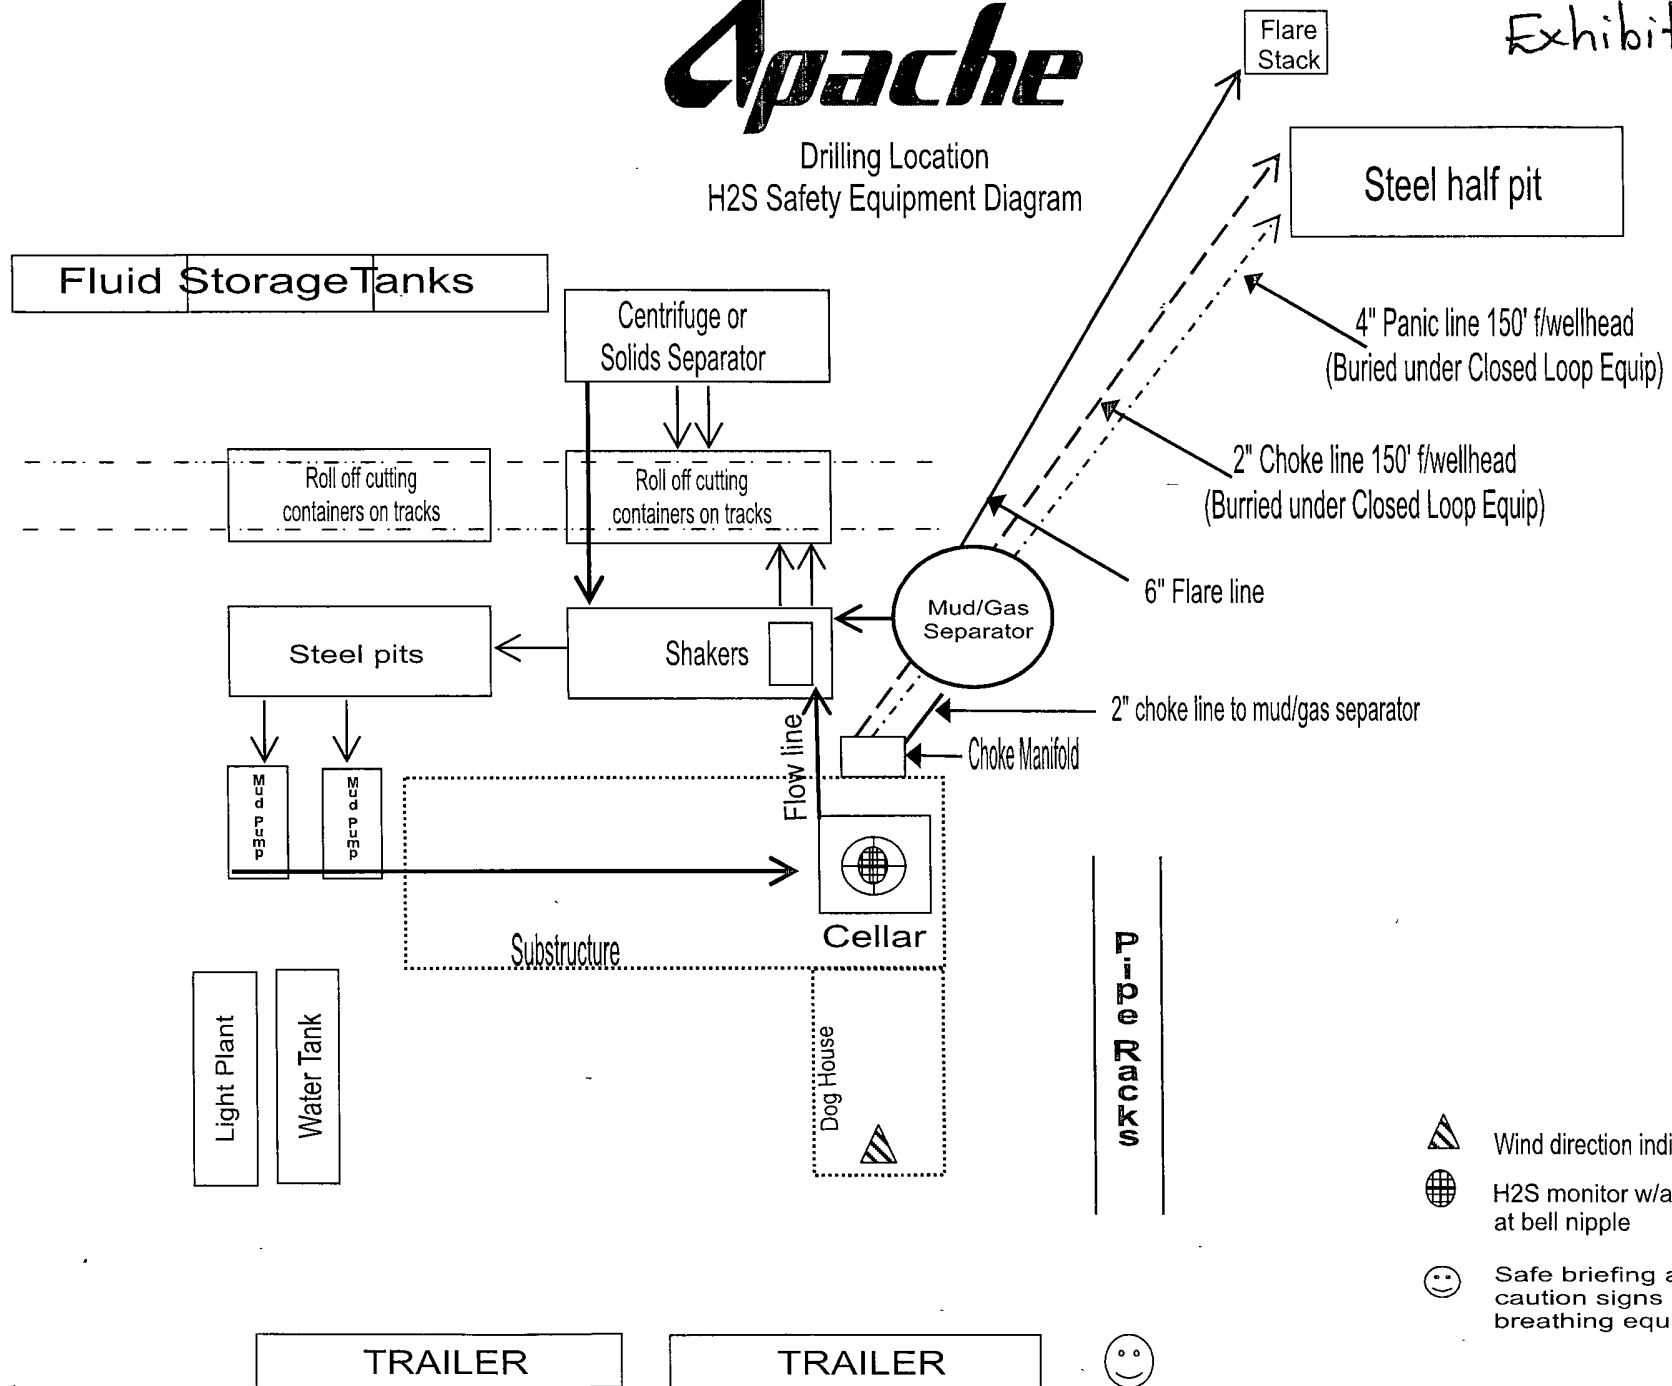 Apache
Exhibit
Drilling Location
H2S Safety Equipment Diagram
Flare
Stack
Steel half pit
Fluid StorageTanks
Centrifuge or
Solids Separator
4" Panic line 150' f/wellhead
(Buried under Closed Loop Equip)
2" Choke line 150' f/wellhead
(Burried under Closed Loop Equip)
Roll off cutting
containers on tracks
Roll off cutting
containers on tracks
6" Flare line
Mud/Gas
Separator
Steel pits
Shakers
2" choke line to mud/gas separator
Choke Manifold
Flow line
Mud Pump
Mud Pump
Cellar
Substructure
Pipe Racks
Light Plant
Water Tank
Dog House
Wind direction indi
H2S monitor w/a
at bell nipple
Safe briefing a
caution signs
breathing equ
TRAILER
TRAILER